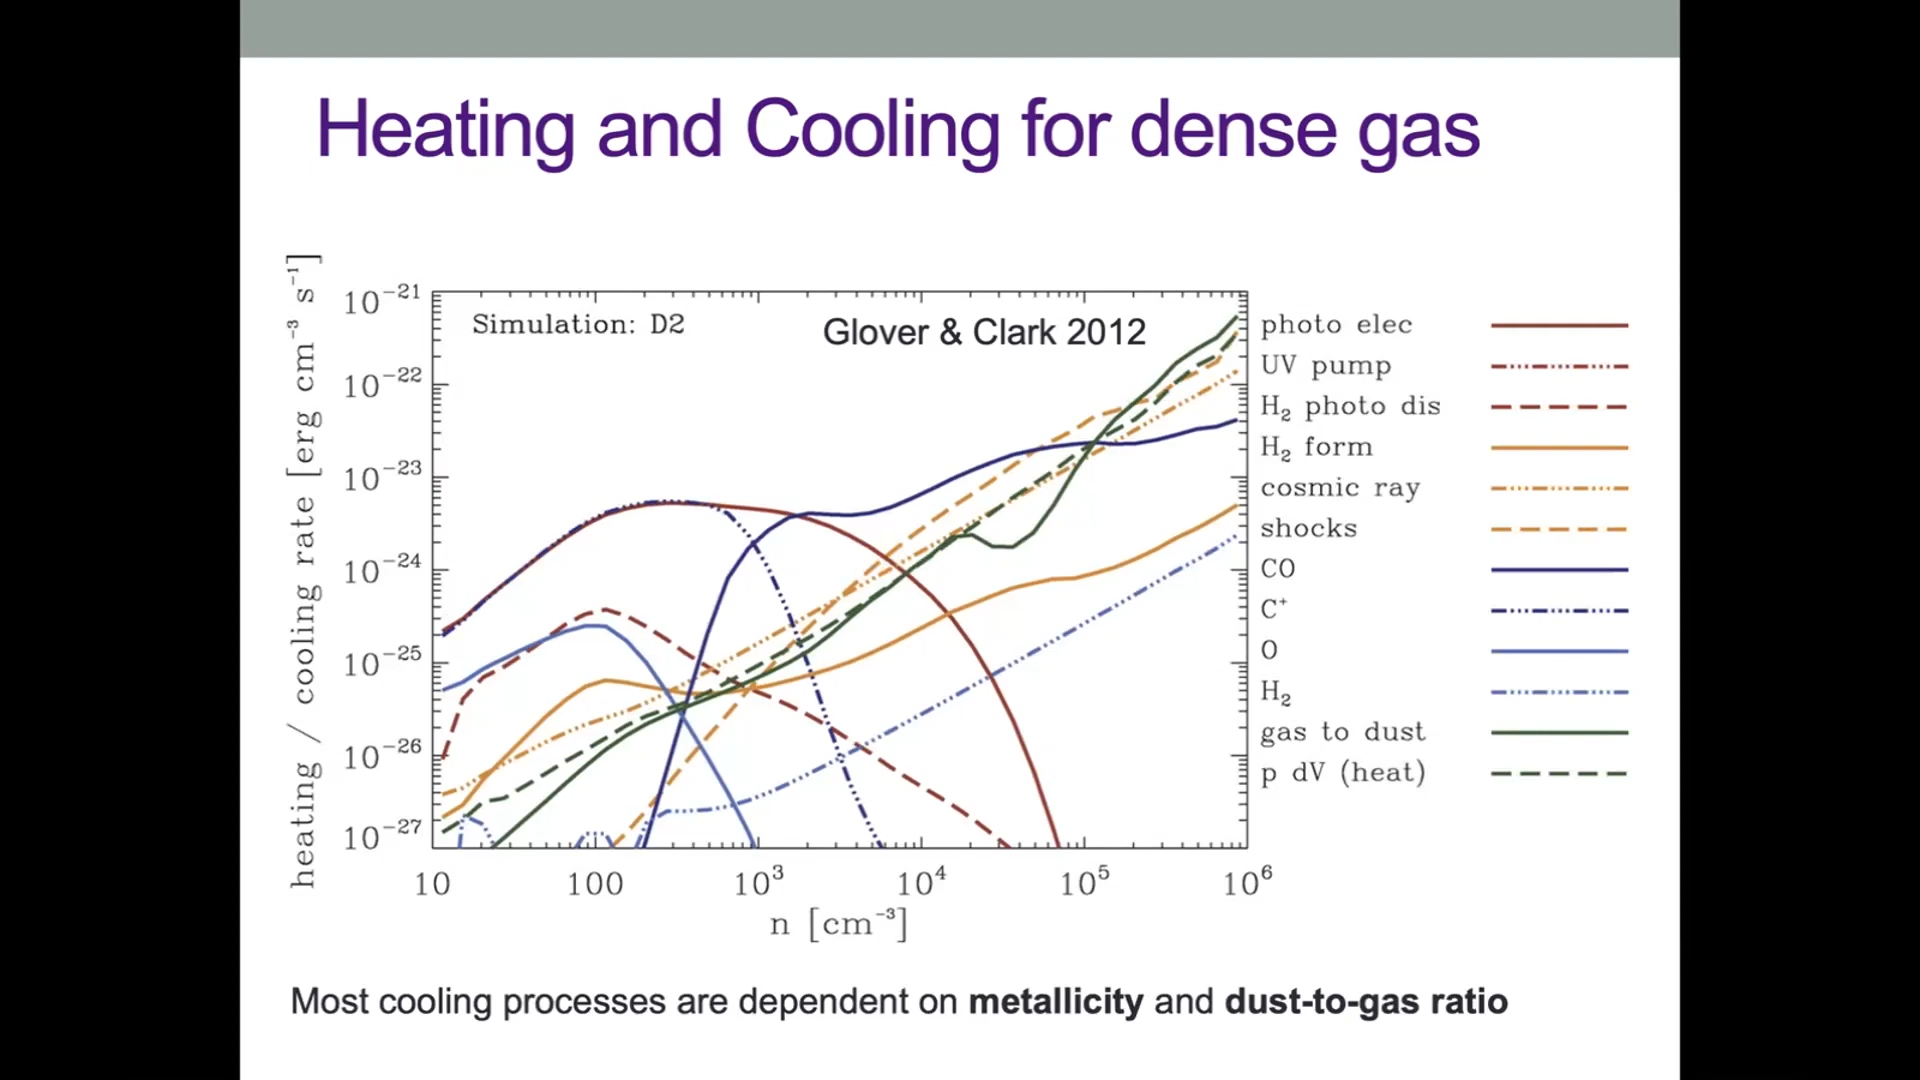 Heating and Cooling for dense gas
heating / cooling rate [erg cm⁻³ s⁻¹]
10⁻²¹
10⁻²²
10⁻²³
10⁻²⁴
10⁻²⁵
10⁻²⁶
10⁻²⁷
Simulation: D2
Glover & Clark 2012
photo elec
UV pump
H₂ photo dis
H₂ form
cosmic ray
shocks
CO
C⁺
O
H₂
gas to dust
p dV (heat)
10 100 10³ 10⁴ 10⁵ 10⁶
n [cm⁻³]
Most cooling processes are dependent on metallicity and dust-to-gas ratio